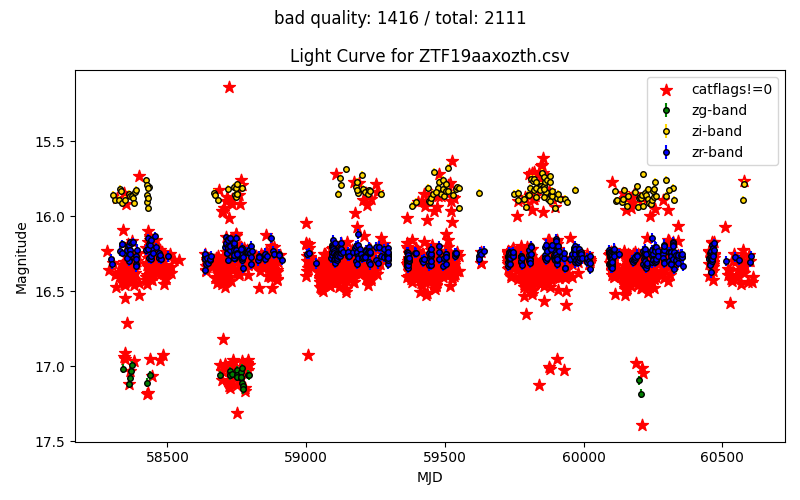 bad quality: 1416 / total: 2111
Light Curve for ZTF19aaxozth.csv
catflags!=0
zg-band
zi-band
zr-band
15.5
16.0
16.5
17.0
17.5
Magnitude
58500
59000
59500
60000
60500
MJD